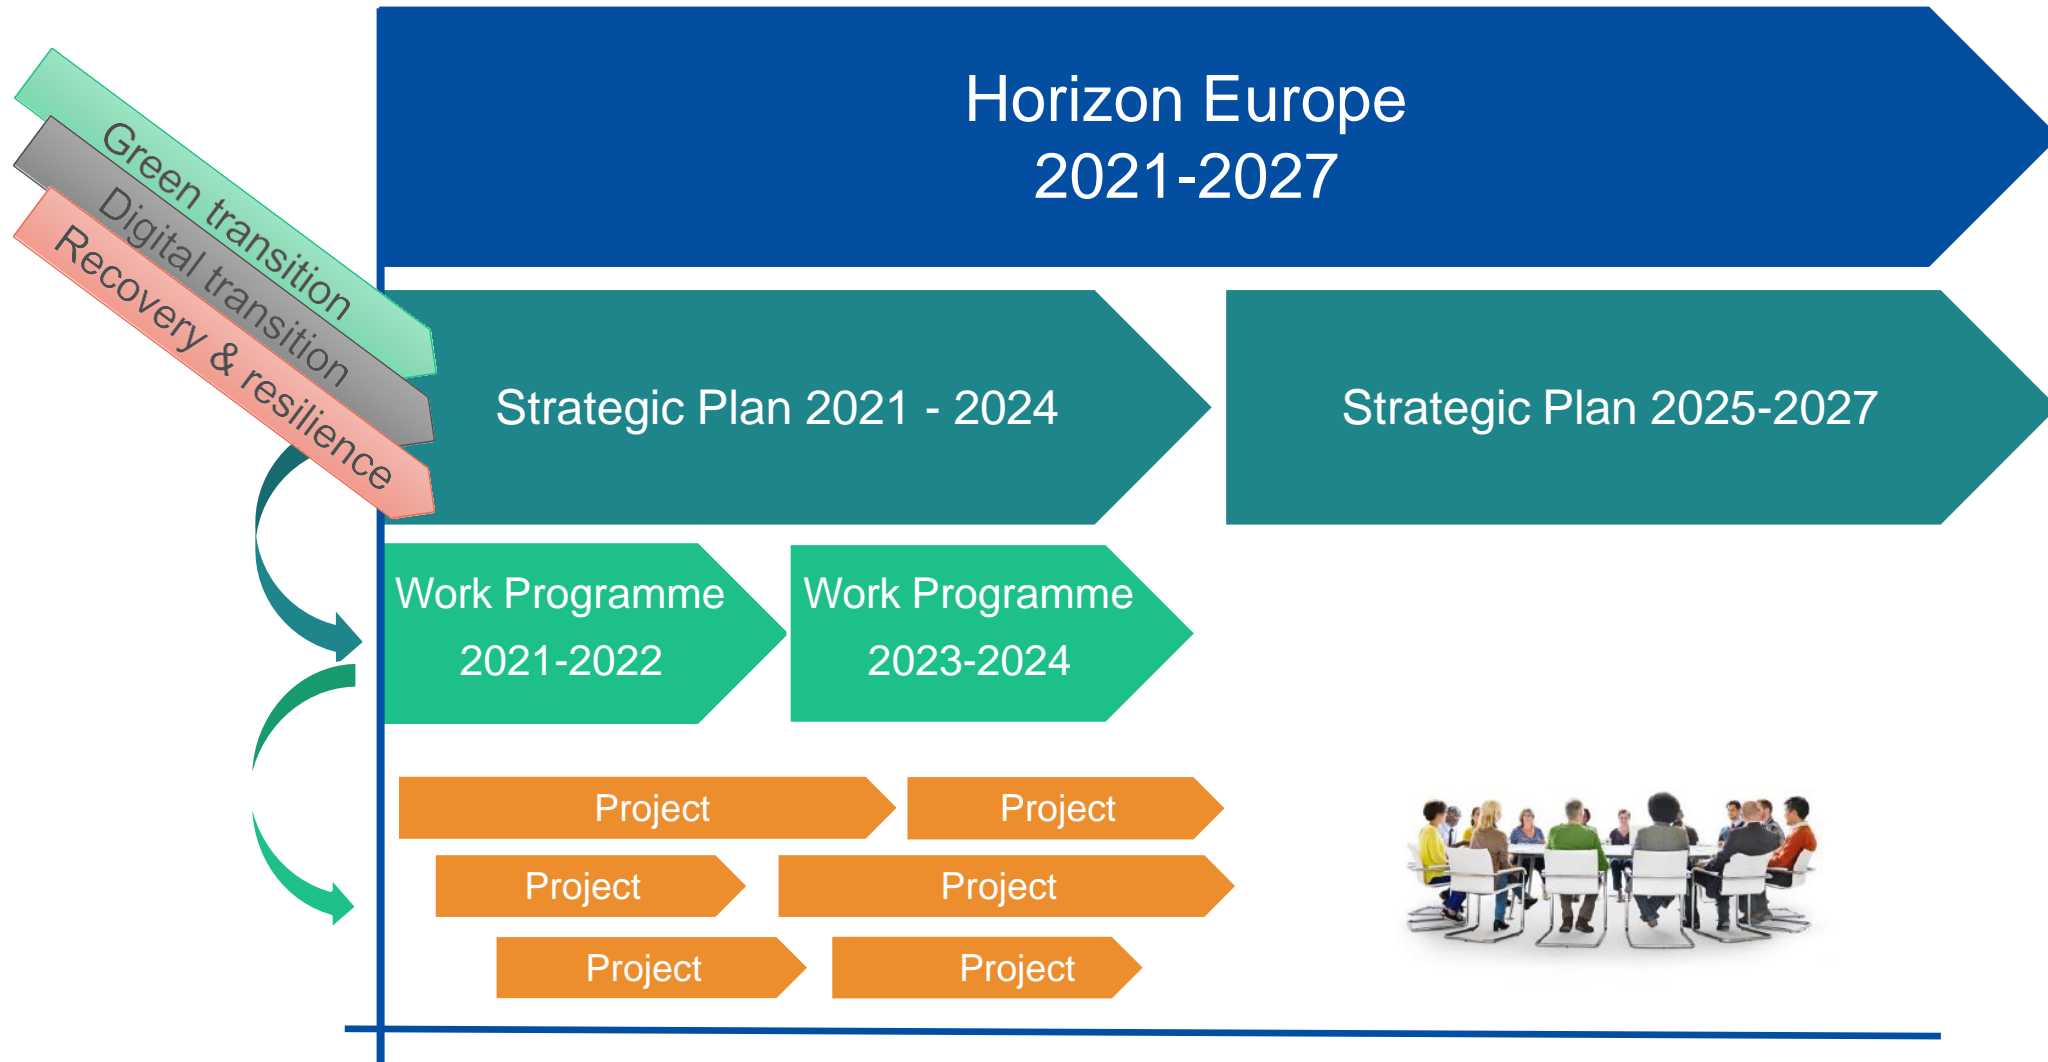 Horizon Europe
2021-2027
Green transition
Digital transition
Recovery & resilience
Strategic Plan 2021 - 2024
Strategic Plan 2025-2027
Work Programme
2021-2022
Work Programme
2023-2024
Project
Project
Project
Project
Project
Project